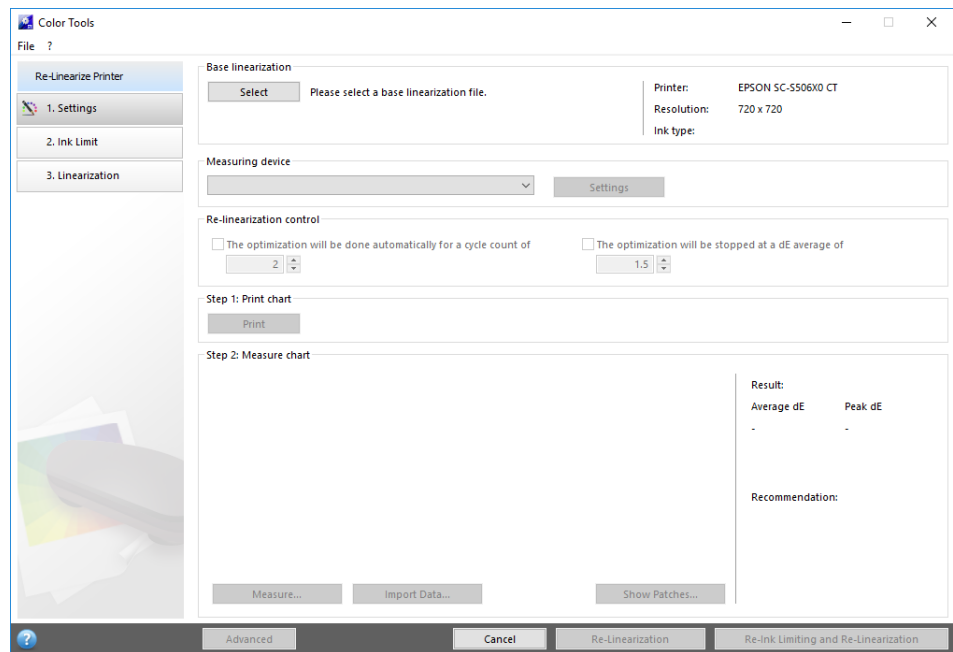 Color Tools
File ?
Re-Linearize Printer
1. Settings
2. Ink Limit
3. Linearization
Base linearization
Select Please select a base linearization file.
Printer: EPSON SC-S506X0 CT
Resolution: 720 x 720
Ink type:
Measuring device
Settings
Re-linearization control
The optimization will be done automatically for a cycle count of
2
The optimization will be stopped at a dE average of
1.5
Step 1: Print chart
Print
Step 2: Measure chart
Result:
Average dE Peak dE
- -
Recommendation:
Measure... Import Data... Show Patches...
? Advanced Cancel Re-Linearization Re-Ink Limiting and Re-Linearization